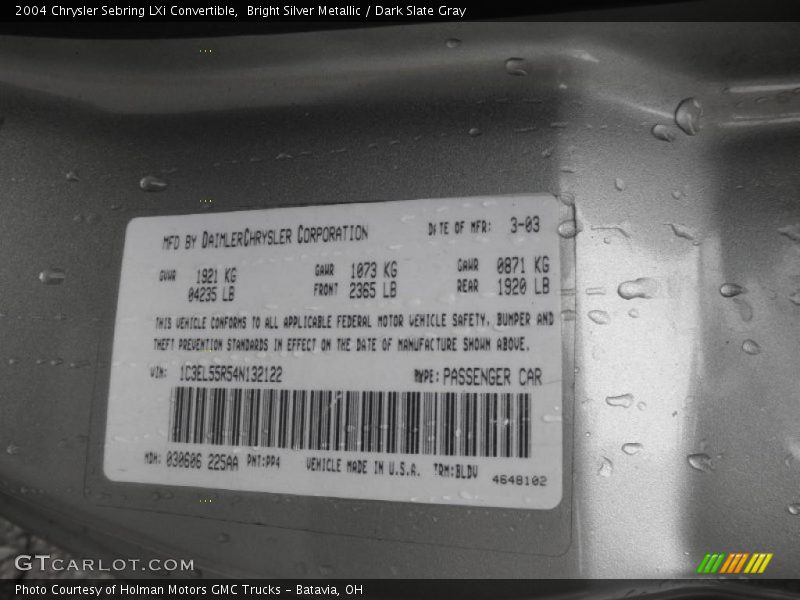 2004 Chrysler Sebring LXi Convertible,  Bright Silver Metallic / Dark Slate Gray
MFD BY DAIMLERCHRYSLER CORPORATION DATE OF MFR: 3-03
GVWR 1921 KG GAWR 1073 KG GAWR 0871 KG
04235 LB FRONT 2365 LB REAR 1920 LB
THIS VEHICLE CONFORMS TO ALL APPLICABLE FEDERAL MOTOR VEHICLE SAFETY, BUMPER AND
THEFT PREVENTION STANDARDS IN EFFECT ON THE DATE OF MANUFACTURE SHOWN ABOVE.
VIN: 1C3EL55R54N132122 TYPE: PASSENGER CAR
MDH: 030606 225AA PNT:PP4 VEHICLE MADE IN U.S.A. TRM:BLDV
4648102
GTCARLOT.COM
Photo Courtesy of Holman Motors GMC Trucks - Batavia, OH